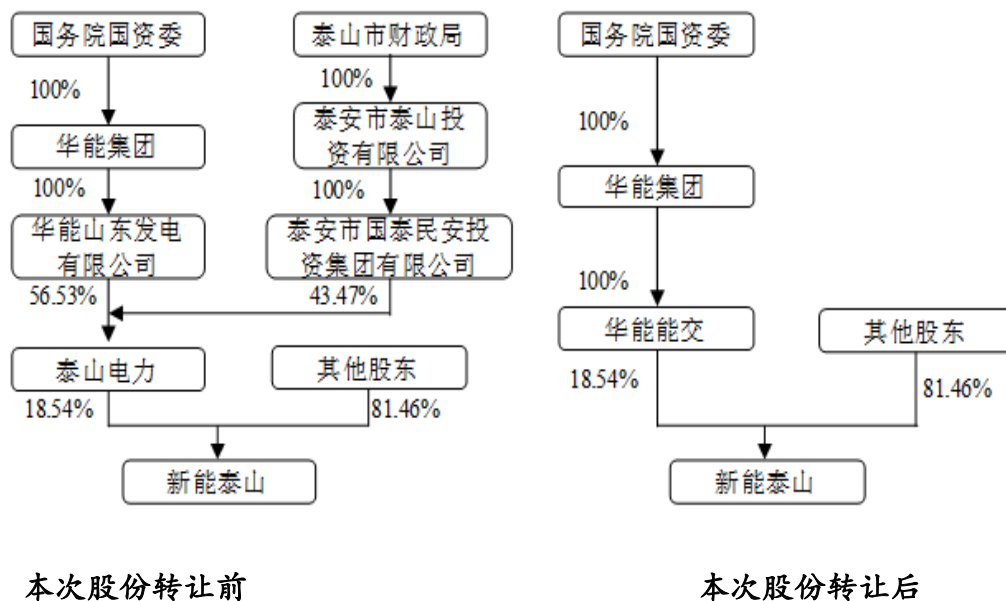 国务院国资委
泰山市财政局
100%
100%
华能集团
泰安市泰山投
资有限公司
100%
100%
华能山东发电
有限公司
泰安市国泰民安投
资集团有限公司
56.53%
43.47%
泰山电力
其他股东
18.54%
81.46%
新能泰山
本次股份转让前
国务院国资委
100%
华能集团
100%
华能能交
其他股东
18.54%
81.46%
新能泰山
本次股份转让后